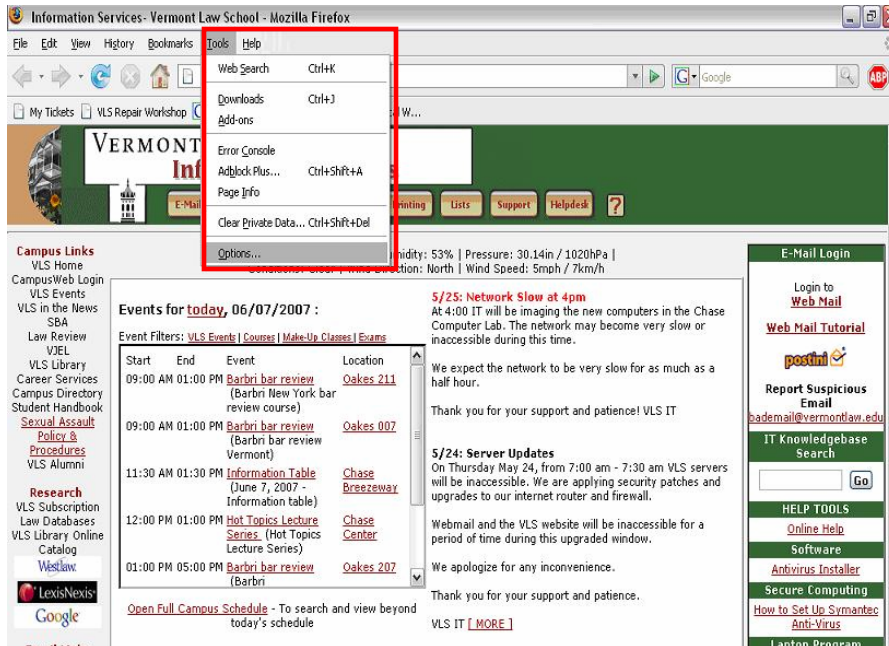 Information Services- Vermont Law School - Mozilla Firefox
File Edit View History Bookmarks Tools Help
Web Search Ctrl+K
Downloads Ctrl+J
Add-ons
Error Console
Adblock Plus... Ctrl+Shift+A
Page Info
Clear Private Data... Ctrl+Shift+Del
Options...
G Google
ABP
My Tickets VLS Repair Workshop
W...
VERMONT
Inf
E-Mail
Lists Support Helpdesk ?
Campus Links
VLS Home
CampusWeb Login
VLS Events
VLS in the News
SBA
Law Review
VJEL
VLS Library
Career Services
Campus Directory
Student Handbook
Sexual Assault
Policy &
Procedures
VLS Alumni
Research
VLS Subscription
Law Databases
VLS Library Online
Catalog
Westlaw.
LexisNexis
Google
53% | Pressure: 30.14in / 1020hPa |
Wind Direction: North | Wind Speed: 5mph / 7km/h
Events for today, 06/07/2007 :
Event Filters: VLS Events | Courses | Make-Up Classes | Exams
Start End Event Location
09:00 AM 01:00 PM Barbri bar review Oakes 211
(Barbri New York bar
review course)
09:00 AM 01:00 PM Barbri bar review Oakes 007
(Barbri bar review
Vermont)
11:30 AM 01:30 PM Information Table Chase
(June 7, 2007 - Breezeway
Information table)
12:00 PM 01:00 PM Hot Topics Lecture Chase
Series (Hot Topics Center
Lecture Series)
01:00 PM 05:00 PM Barbri bar review Oakes 207
(Barbri
Open Full Campus Schedule - To search and view beyond
today's schedule
5/25: Network Slow at 4pm
At 4:00 IT will be imaging the new computers in the Chase
Computer Lab. The network may become very slow or
inaccessible during this time.
We expect the network to be very slow for as much as a
half hour.
Thank you for your support and patience! VLS IT
5/24: Server Updates
On Thursday May 24, from 7:00 am - 7:30 am VLS servers
will be inaccessible. We are applying security patches and
upgrades to our internet router and firewall.
Webmail and the VLS website will be inaccessible for a
period of time during this upgraded window.
We apologize for any inconvenience.
Thank you for your support and patience.
VLS IT [ MORE ]
E-Mail Login
Login to
Web Mail
Web Mail Tutorial
postini
Report Suspicious
Email
bademail@vermontlaw.edu
IT Knowledgebase
Search
Go
HELP TOOLS
Online Help
Software
Antivirus Installer
Secure Computing
How to Set Up Symantec
Anti-Virus
Laptop Program